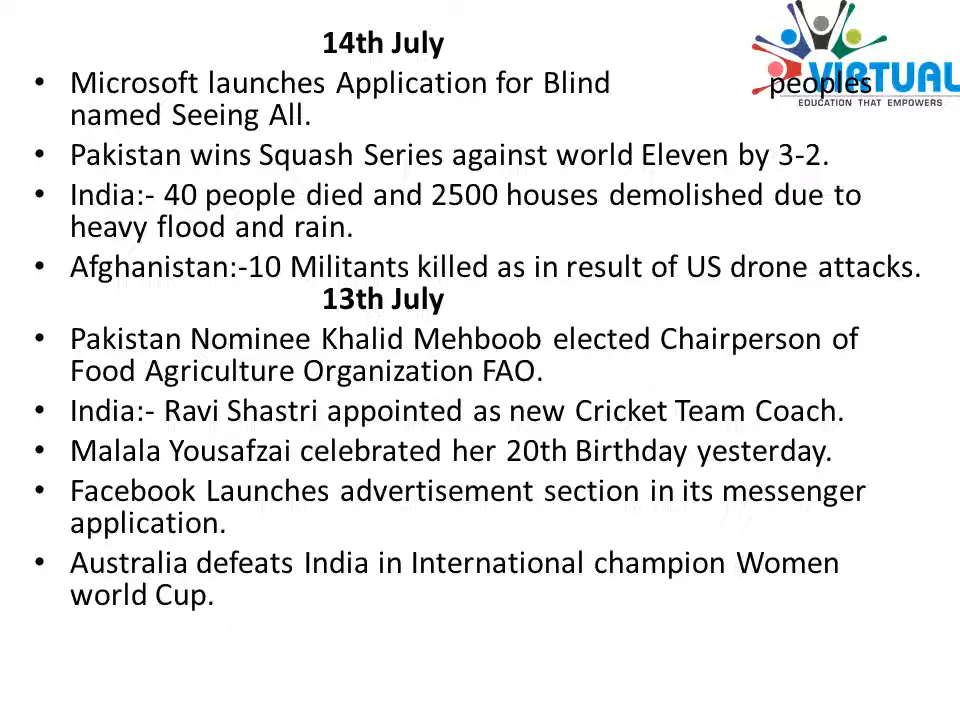 14th July
• Microsoft launches Application for Blind peoples
named Seeing All.
• Pakistan wins Squash Series against world Eleven by 3-2.
• India:- 40 people died and 2500 houses demolished due to
heavy flood and rain.
• Afghanistan:-10 Militants killed as in result of US drone attacks.
13th July
• Pakistan Nominee Khalid Mehboob elected Chairperson of
Food Agriculture Organization FAO.
• India:- Ravi Shastri appointed as new Cricket Team Coach.
• Malala Yousafzai celebrated her 20th Birthday yesterday.
• Facebook Launches advertisement section in its messenger
application.
• Australia defeats India in International champion Women
world Cup.
VIRTUAL
EDUCATION THAT EMPOWERS